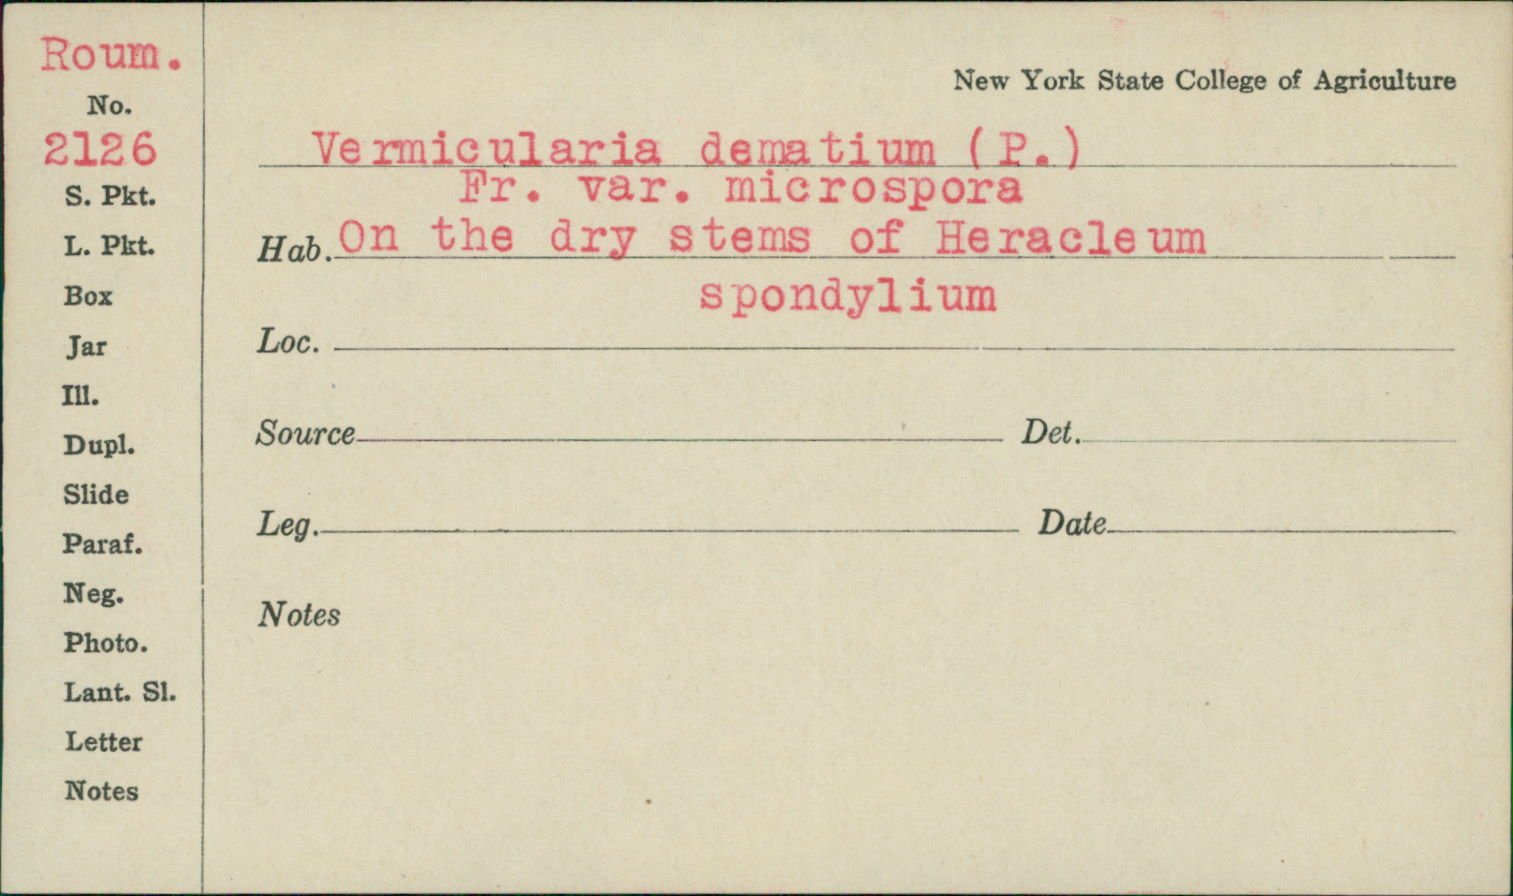 Roum.
No.
2126
S. Pkt.
L. Pkt.
Box
Jar
Ill.
Dupl.
Slide
Paraf.
Neg.
Photo.
Lant. Sl.
Letter
Notes
New York State College of Agriculture
Vermicularia dematium (P.)
Fr. var. microspora
Hab. On the dry stems of Heracleum
spondylium
Loc.
Source Det.
Leg. Date
Notes